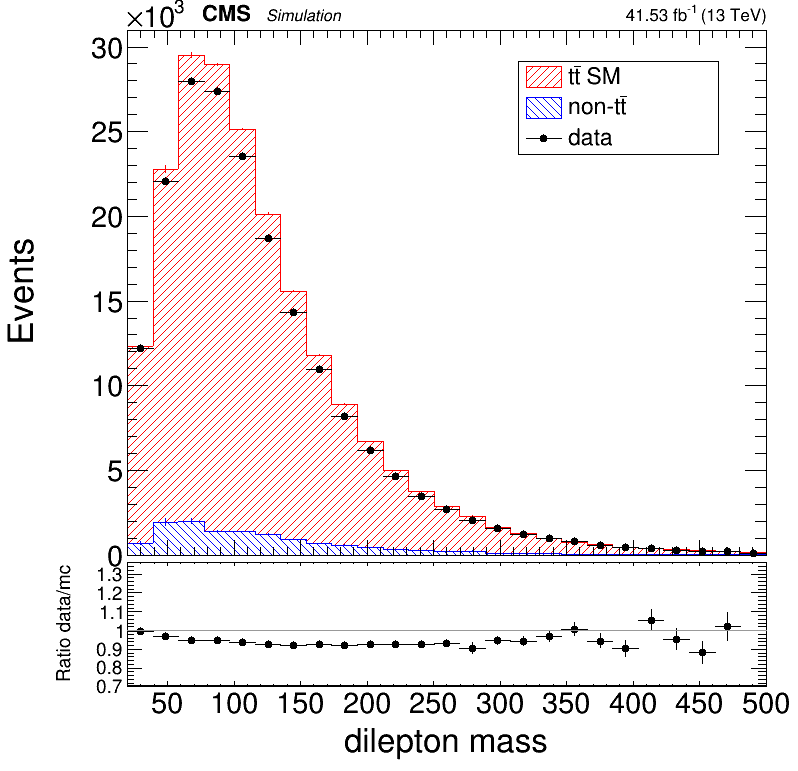 ×10³ CMS Simulation 41.53 fb⁻¹ (13 TeV)
Events
30
25
20
15
10
5
0
tt̄ SM
non-tt̄
data
Ratio data/mc
1.3
1.2
1.1
1
0.9
0.8
0.7
50 100 150 200 250 300 350 400 450 500
dilepton mass